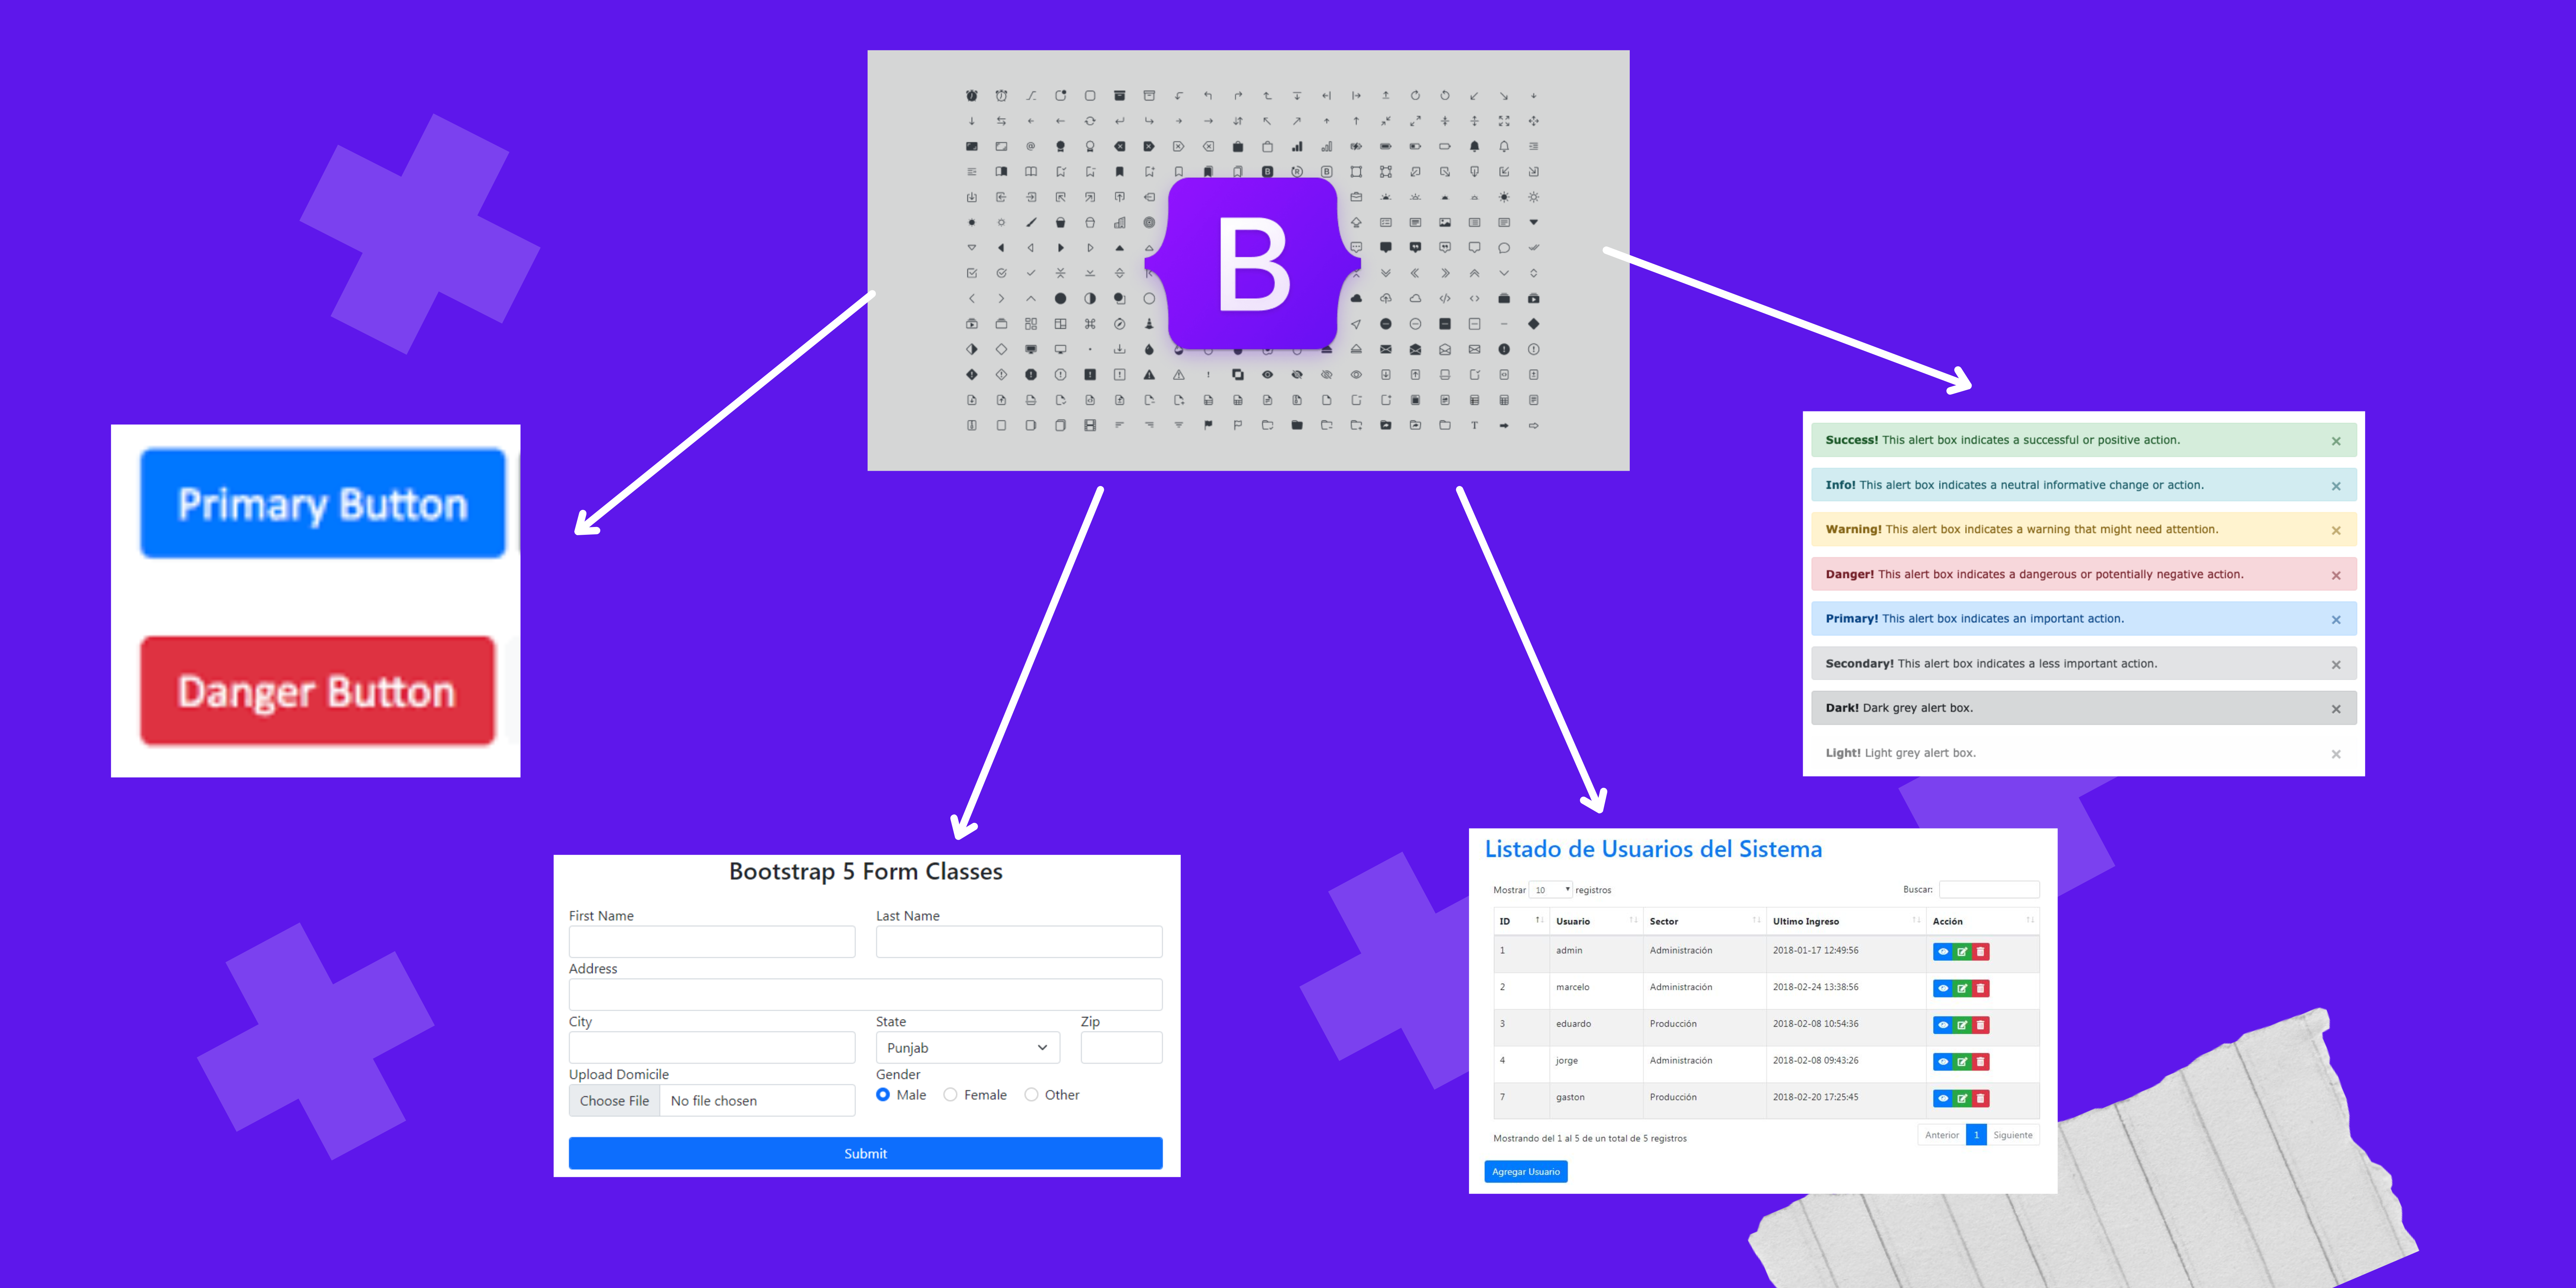 B
Primary Button
Danger Button
Success! This alert box indicates a successful or positive action.
Info! This alert box indicates a neutral informative change or action.
Warning! This alert box indicates a warning that might need attention.
Danger! This alert box indicates a dangerous or potentially negative action.
Primary! This alert box indicates an important action.
Secondary! This alert box indicates a less important action.
Dark! Dark grey alert box.
Light! Light grey alert box.
Bootstrap 5 Form Classes
First Name Last Name
Address
City State Zip
Punjab
Upload Domicile Gender
Choose File No file chosen Male Female Other
Submit
Listado de Usuarios del Sistema
Mostrar 10 registros Buscar:
ID Usuario Sector Ultimo Ingreso Acción
1 admin Administración 2018-01-17 12:49:56
2 marcelo Administración 2018-02-24 13:38:56
3 eduardo Producción 2018-02-08 10:54:36
4 jorge Administración 2018-02-08 09:43:26
7 gaston Producción 2018-02-20 17:25:45
Mostrando del 1 al 5 de un total de 5 registros Anterior 1 Siguiente
Agregar Usuario